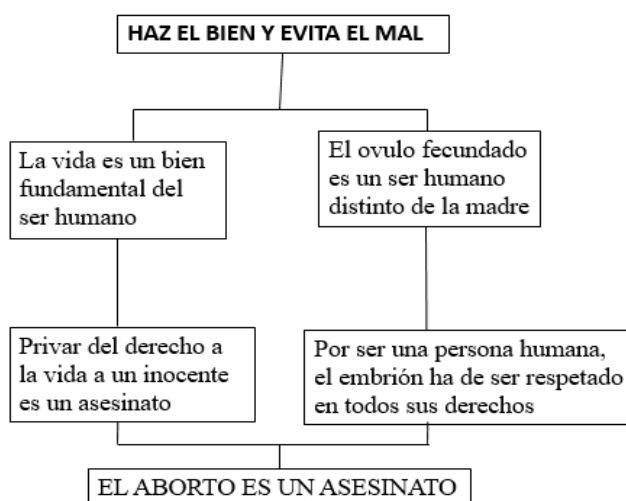 HAZ EL BIEN Y EVITA EL MAL
La vida es un bien
fundamental del
ser humano
El ovulo fecundado
es un ser humano
distinto de la madre
Privar del derecho a
la vida a un inocente
es un asesinato
Por ser una persona humana,
el embrión ha de ser respetado
en todos sus derechos
EL ABORTO ES UN ASESINATO